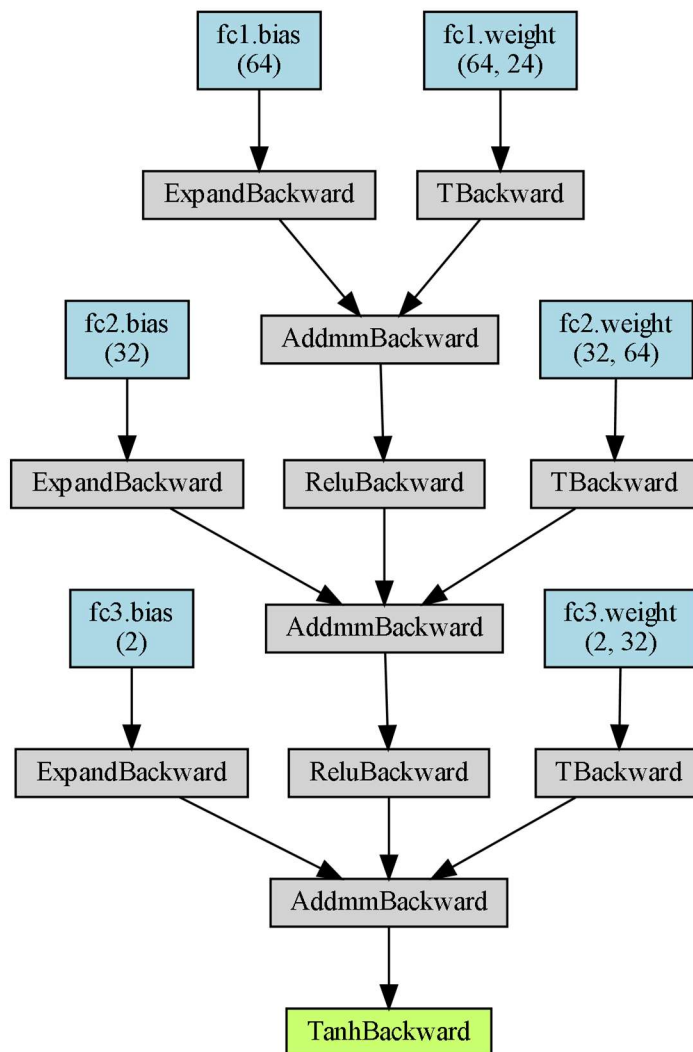 fc1.bias
(64)
fc1.weight
(64, 24)
ExpandBackward
TBackward
fc2.bias
(32)
AddmmBackward
fc2.weight
(32, 64)
ExpandBackward
ReluBackward
TBackward
fc3.bias
(2)
AddmmBackward
fc3.weight
(2, 32)
ExpandBackward
ReluBackward
TBackward
AddmmBackward
TanhBackward